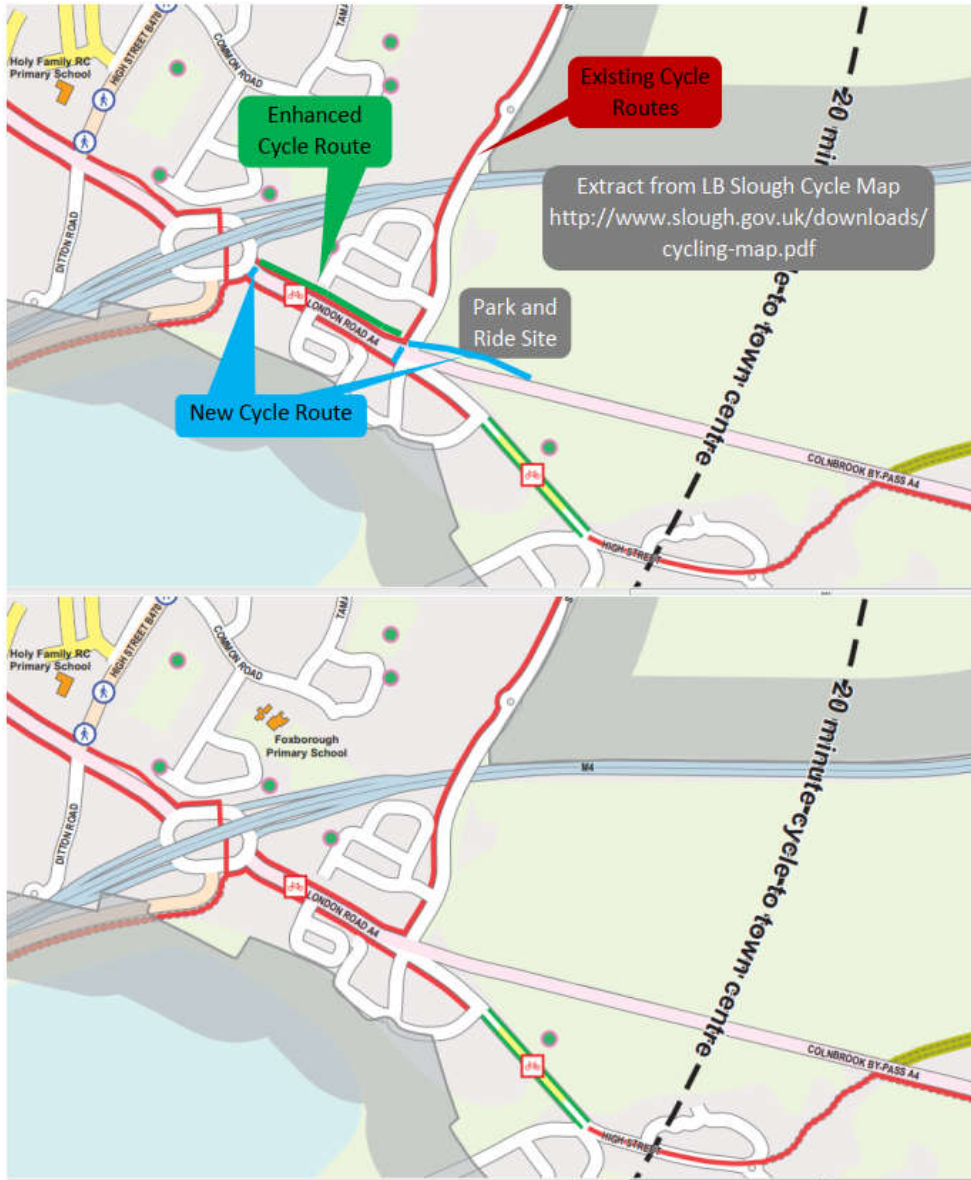 HIGH STREET B470
COMMON ROAD
Holy Family RC
Primary School
Enhanced
Cycle Route
Existing Cycle
Routes
20 minute-cycle-to town centre
Extract from LB Slough Cycle Map
http://www.slough.gov.uk/downloads/
cycling-map.pdf
DITTON ROAD
LONDON ROAD A4
Park and
Ride Site
New Cycle Route
COLNBROOK BY-PASS A4
HIGH STREET
HIGH STREET B470
COMMON ROAD
Holy Family RC
Primary School
Foxborough
Primary School
M4
20 minute-cycle-to town centre
DITTON ROAD
LONDON ROAD A4
COLNBROOK BY-PASS A4
HIGH STREET